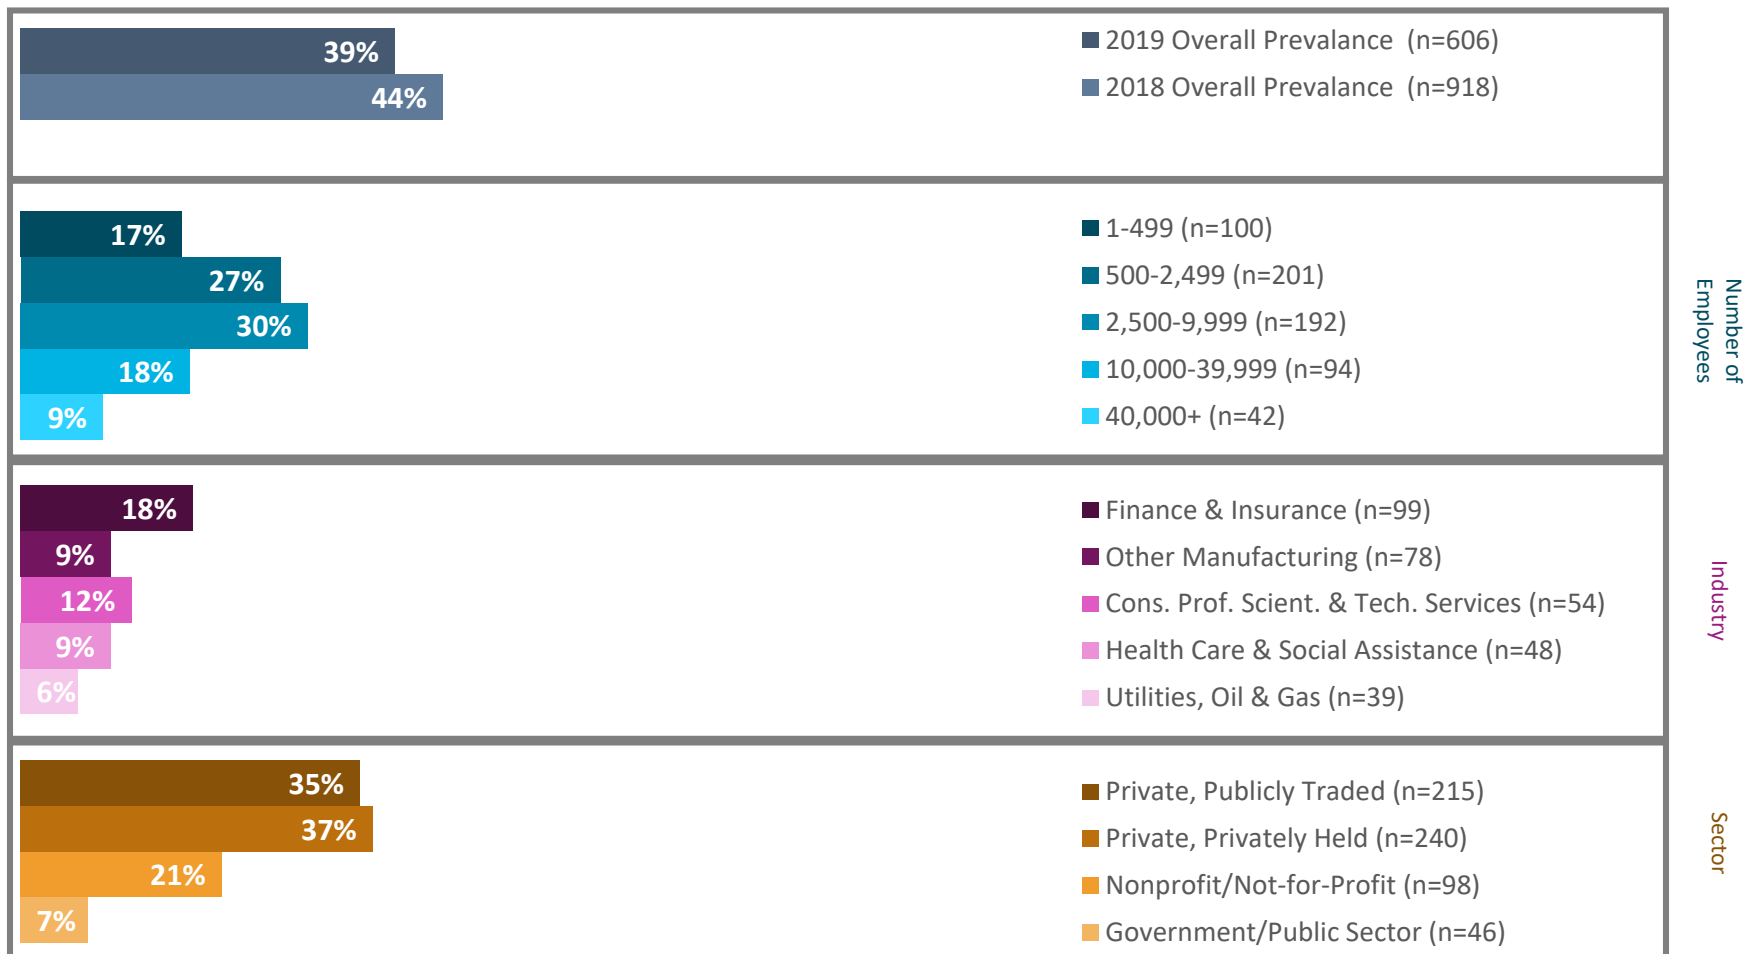 39%
44%
2019 Overall Prevalance (n=606)
2018 Overall Prevalance (n=918)
17%
27%
30%
18%
9%
1-499 (n=100)
500-2,499 (n=201)
2,500-9,999 (n=192)
10,000-39,999 (n=94)
40,000+ (n=42)
Number of
Employees
18%
9%
12%
9%
6%
Finance & Insurance (n=99)
Other Manufacturing (n=78)
Cons. Prof. Scient. & Tech. Services (n=54)
Health Care & Social Assistance (n=48)
Utilities, Oil & Gas (n=39)
Industry
35%
37%
21%
7%
Private, Publicly Traded (n=215)
Private, Privately Held (n=240)
Nonprofit/Not-for-Profit (n=98)
Government/Public Sector (n=46)
Sector